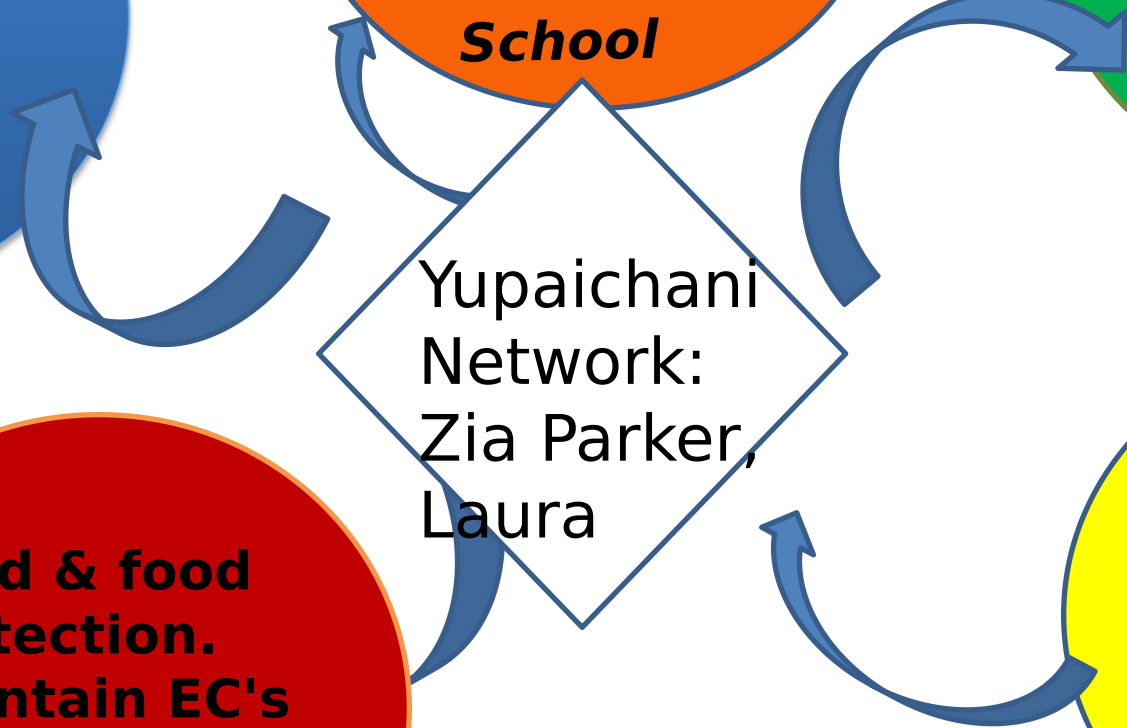 School
Yupaichani
Network:
Zia Parker,
Laura
d & food
tection.
ntain EC's